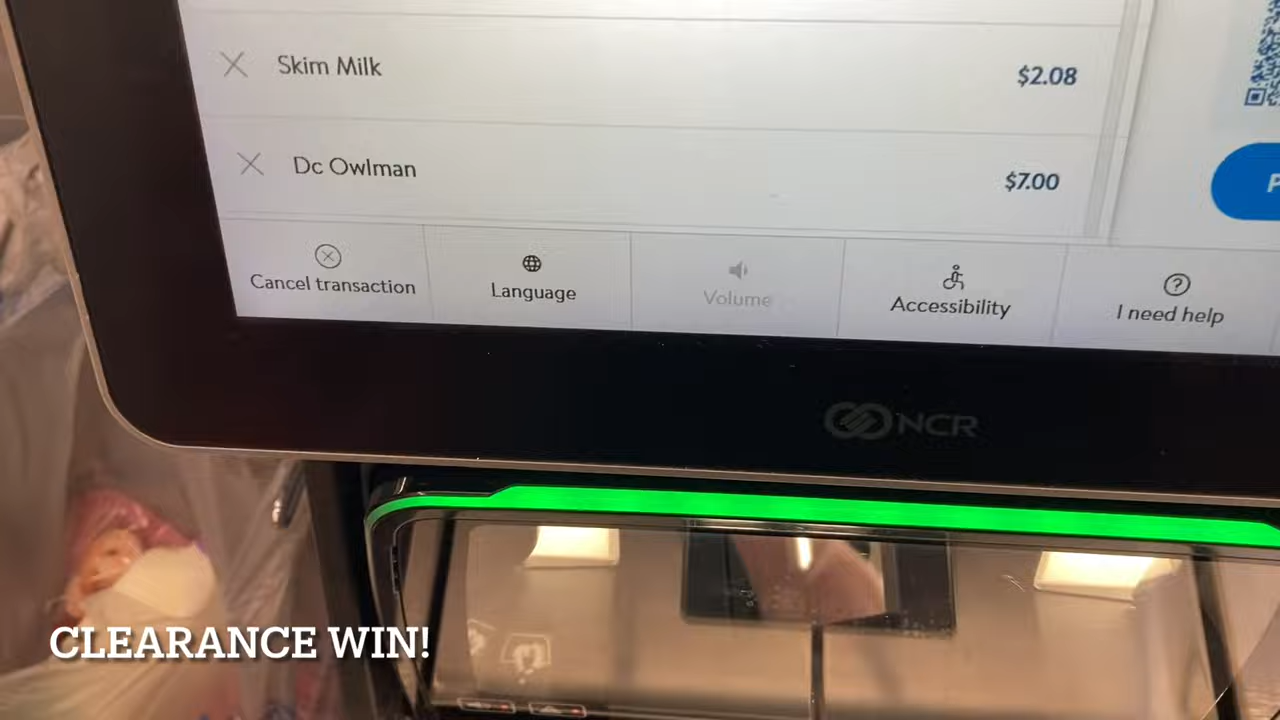 Skim Milk
$2.08
Dc Owlman
$7.00
Cancel transaction
Language
Volume
Accessibility
I need help
NCR
CLEARANCE WIN!